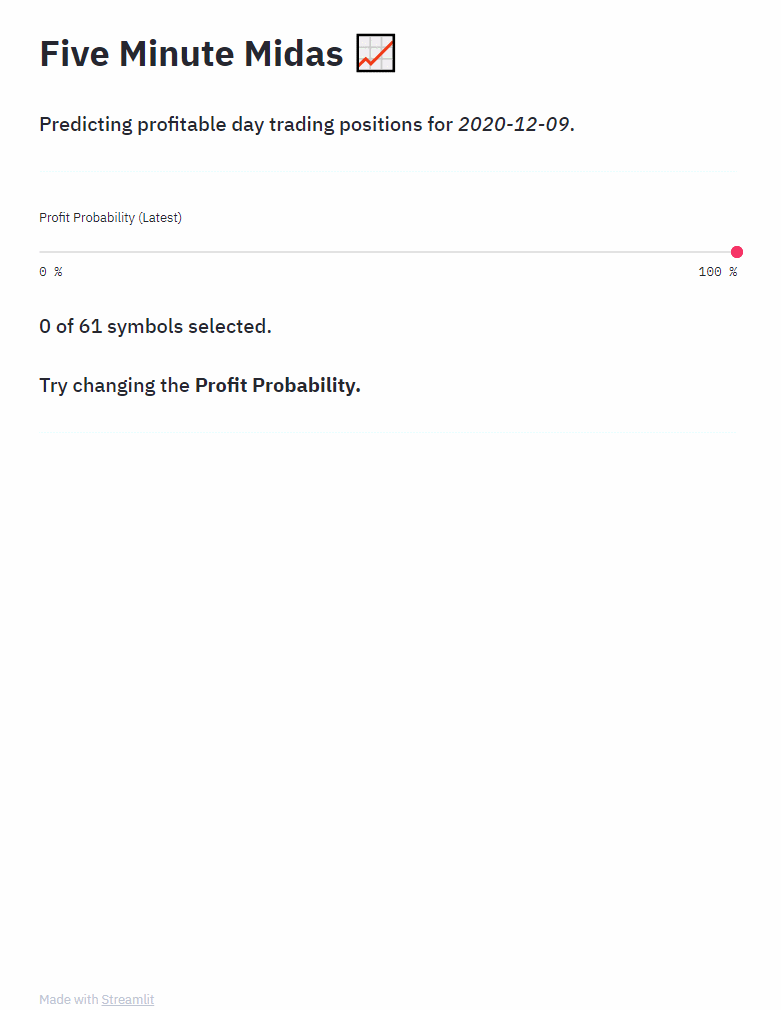 Five Minute Midas 📈
Predicting profitable day trading positions for 2020-12-09.
Profit Probability (Latest)
0 %
100 %
0 of 61 symbols selected.
Try changing the Profit Probability.
Made with Streamlit